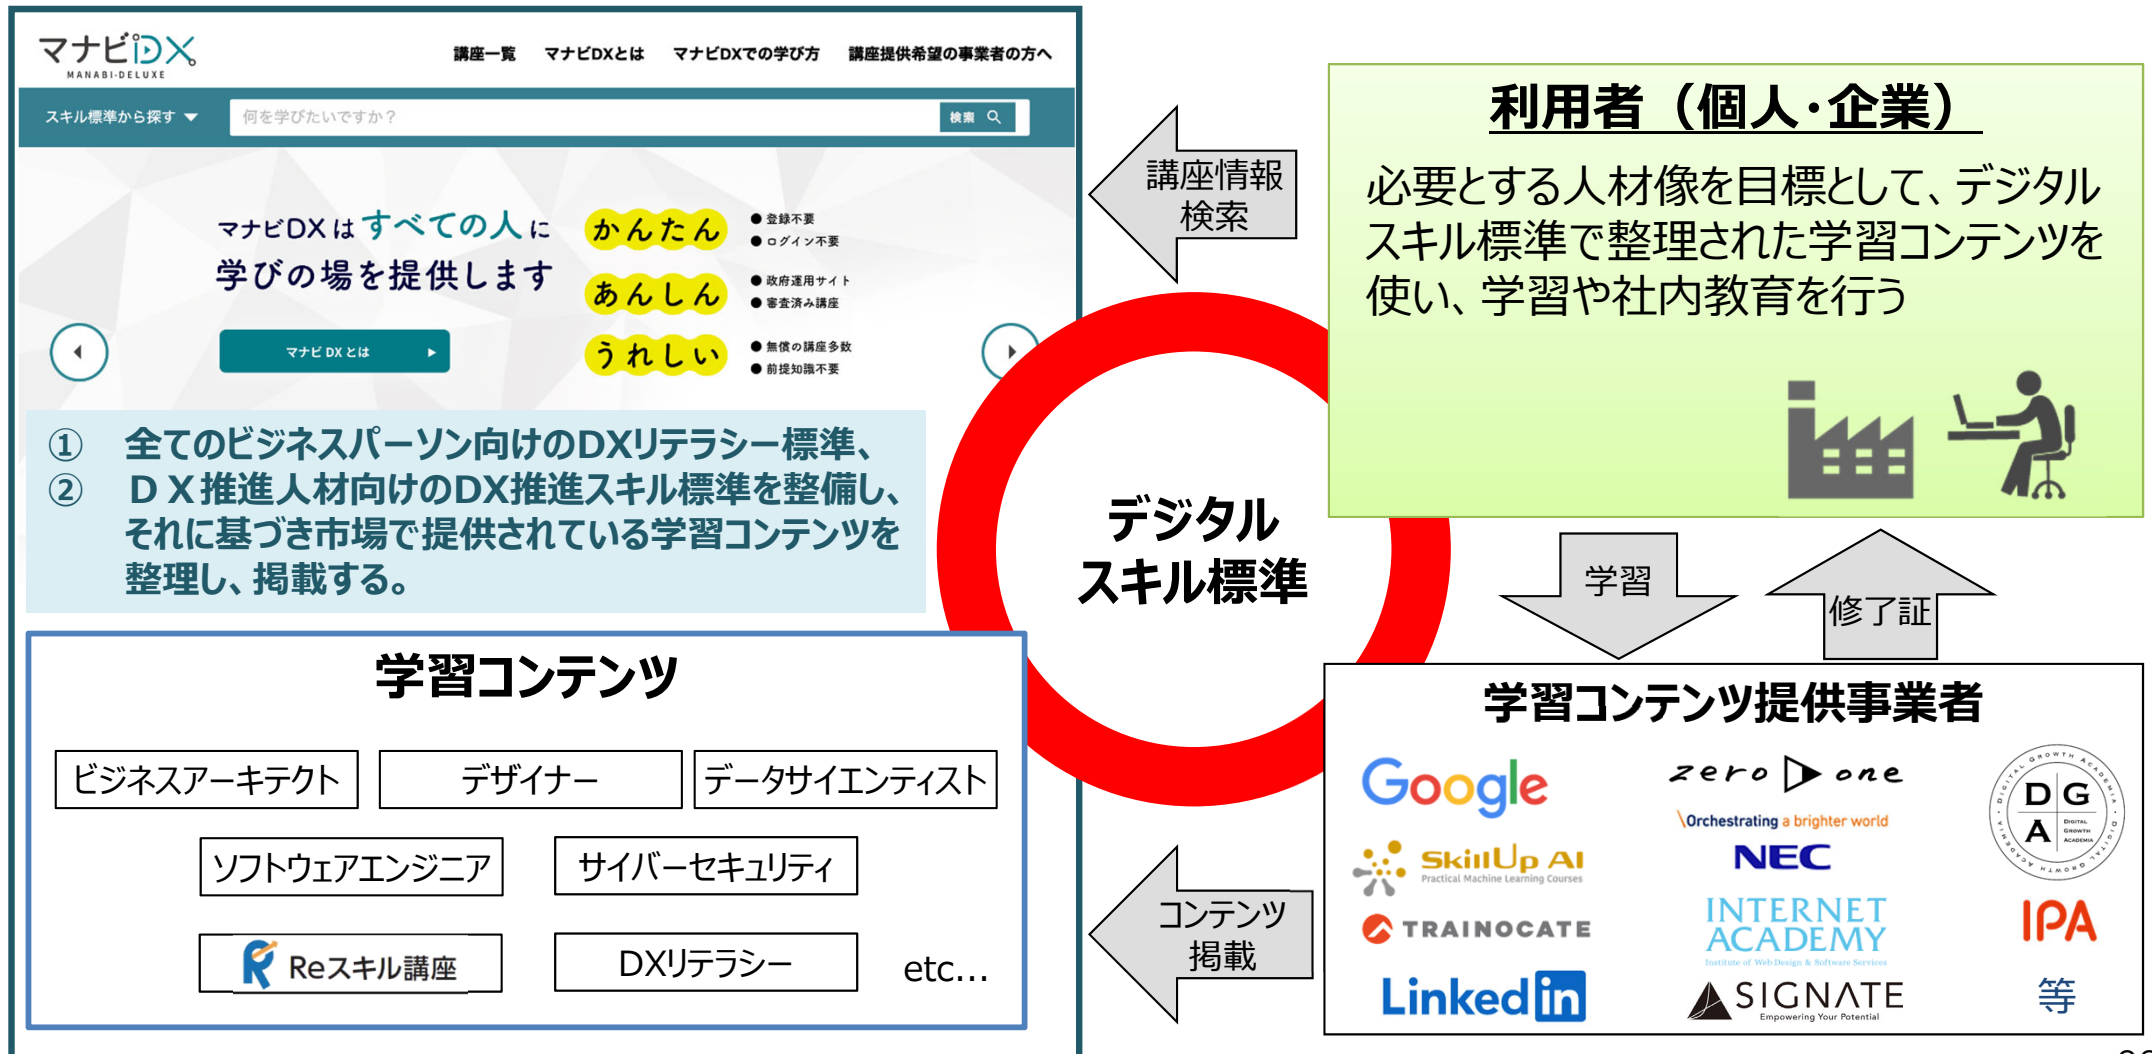 マナビDX
MANABI-DELUXE
講座一覧 マナビDXとは マナビDXでの学び方 講座提供希望の事業者の方へ
スキル標準から探す
何を学びたいですか?
検索
マナビDXはすべての人に
学びの場を提供します
マナビ DX とは
かんたん
● 登録不要
● ログイン不要
あんしん
● 政府運用サイト
● 審査済み講座
うれしい
● 無償の講座多数
● 前提知識不要
① 全てのビジネスパーソン向けのDXリテラシー標準、
② DX推進人材向けのDX推進スキル標準を整備し、
それに基づき市場で提供されている学習コンテンツを
整理し、掲載する。
学習コンテンツ
ビジネスアーキテクト
デザイナー
データサイエンティスト
ソフトウェアエンジニア
サイバーセキュリティ
Reスキル講座
DXリテラシー
etc...
講座情報
検索
デジタル
スキル標準
コンテンツ
掲載
利用者(個人・企業)
必要とする人材像を目標として、デジタル
スキル標準で整理された学習コンテンツを
使い、学習や社内教育を行う
学習
修了証
学習コンテンツ提供事業者
Google
zero one
DIGITAL GROWTH ACADEMIA
DG
A
DIGITAL
GROWTH
ACADEMIA
\Orchestrating a brighter world
NEC
SkillUp AI
Practical Machine Learning Courses
TRAINOCATE
INTERNET
ACADEMY
Institute of Web Design & Software Services
IPA
Linked in
SIGNATE
Empowering Your Potential
等